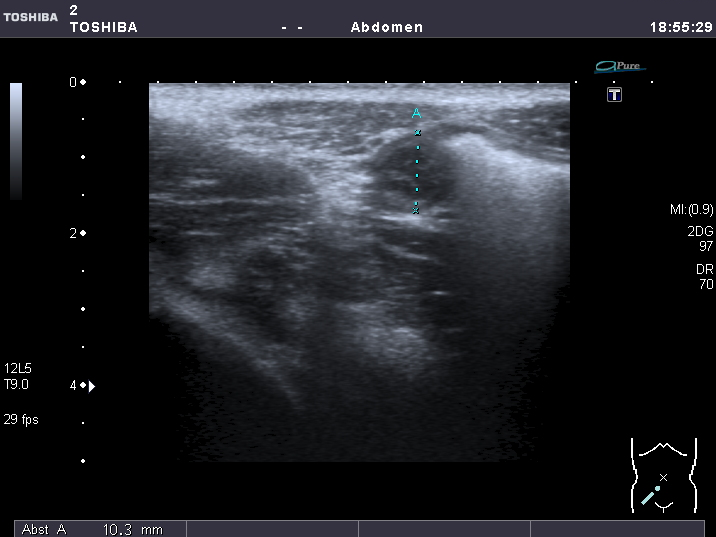 TOSHIBA
2
TOSHIBA - - Abdomen 18:55:29
0
aPure
T
A
2
4
MI:(0.9)
2DG
97
DR
70
12L5
T9.0
29 fps
Abst A 10.3 mm